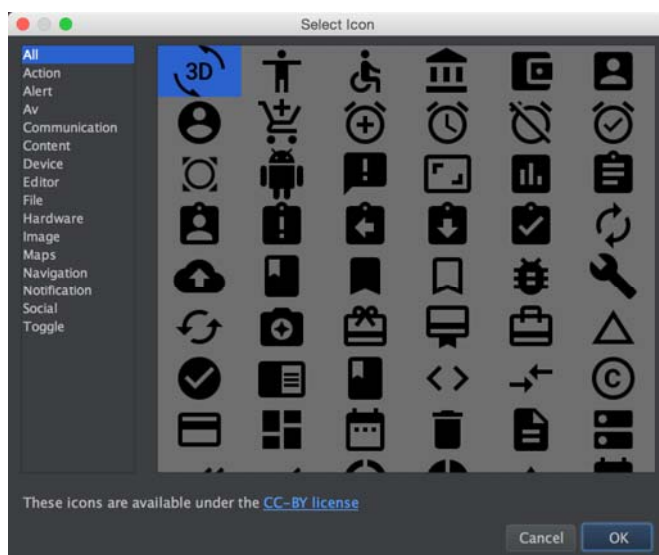 Select Icon
All
Action
Alert
Av
Communication
Content
Device
Editor
File
Hardware
Image
Maps
Navigation
Notification
Social
Toggle
3D
C
These icons are available under the CC-BY license
Cancel
OK